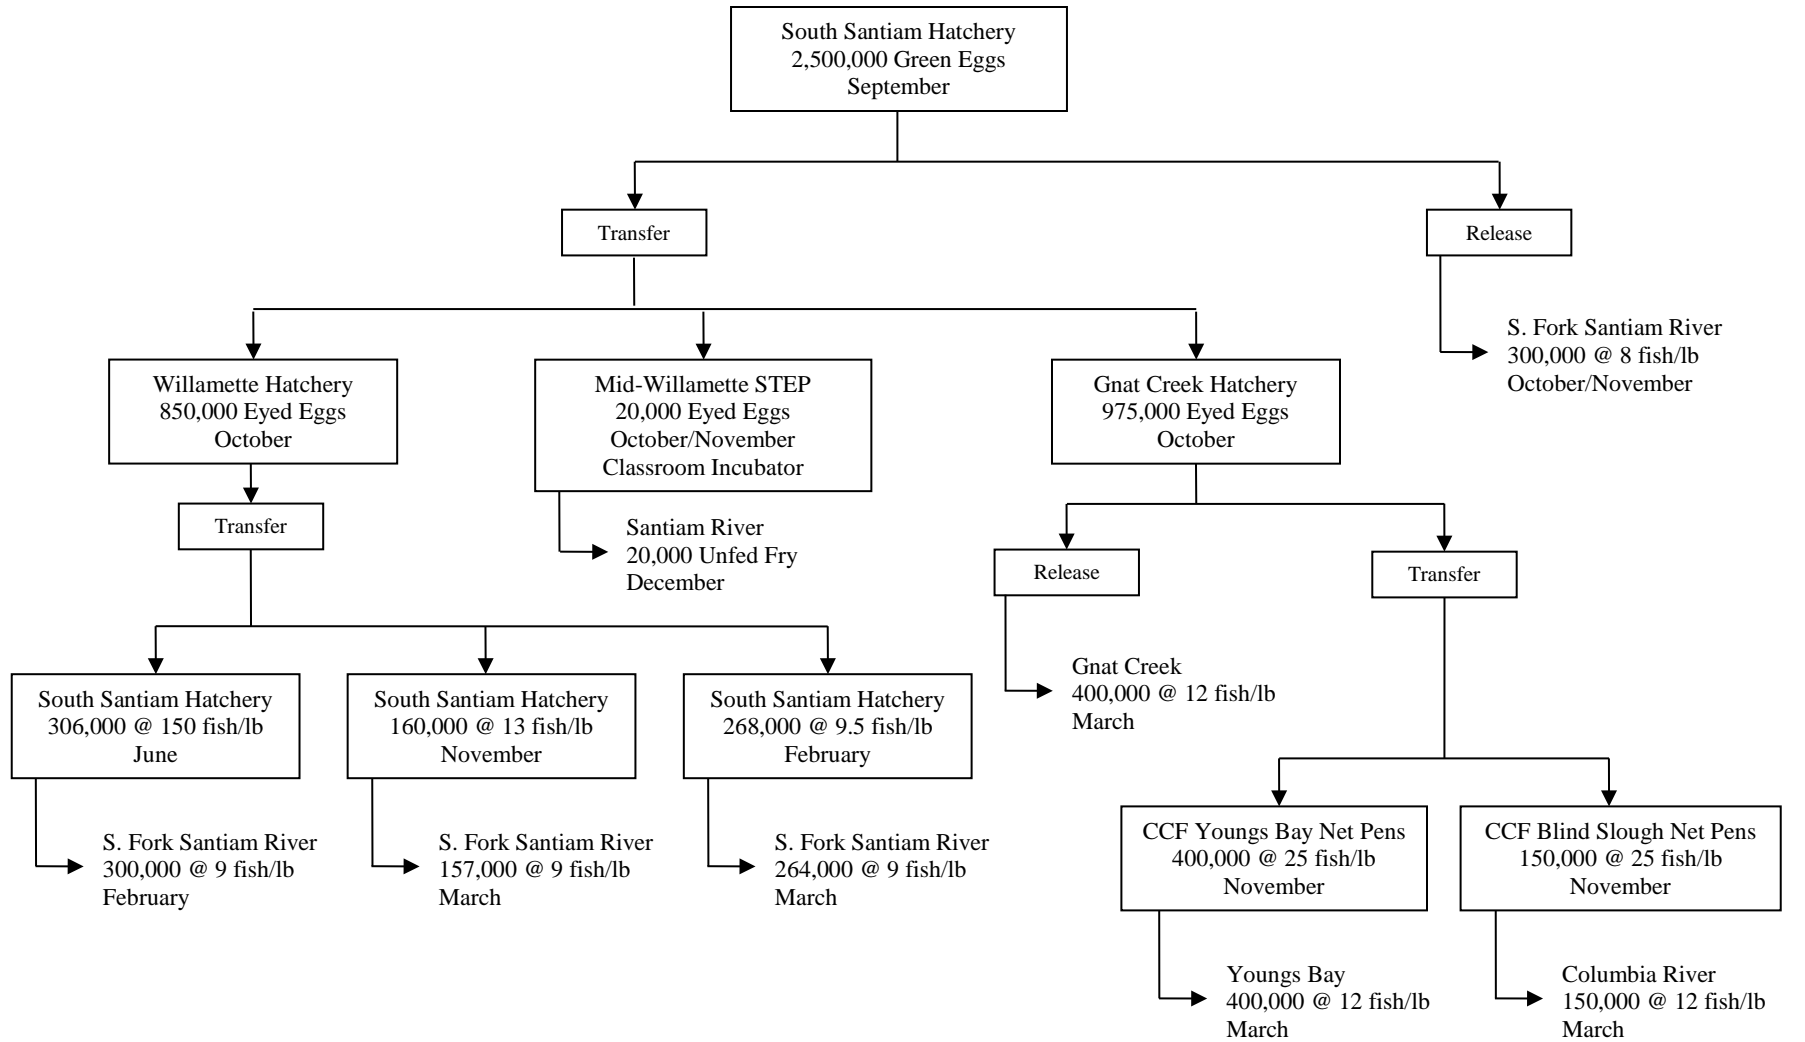 South Santiam Hatchery
2,500,000 Green Eggs
September
Transfer
Release
S. Fork Santiam River
300,000 @ 8 fish/lb
October/November
Willamette Hatchery
850,000 Eyed Eggs
October
Mid-Willamette STEP
20,000 Eyed Eggs
October/November
Classroom Incubator
Gnat Creek Hatchery
975,000 Eyed Eggs
October
Transfer
Santiam River
20,000 Unfed Fry
December
Release
Transfer
Gnat Creek
400,000 @ 12 fish/lb
March
South Santiam Hatchery
306,000 @ 150 fish/lb
June
South Santiam Hatchery
160,000 @ 13 fish/lb
November
South Santiam Hatchery
268,000 @ 9.5 fish/lb
February
S. Fork Santiam River
300,000 @ 9 fish/lb
February
S. Fork Santiam River
157,000 @ 9 fish/lb
March
S. Fork Santiam River
264,000 @ 9 fish/lb
March
CCF Youngs Bay Net Pens
400,000 @ 25 fish/lb
November
CCF Blind Slough Net Pens
150,000 @ 25 fish/lb
November
Youngs Bay
400,000 @ 12 fish/lb
March
Columbia River
150,000 @ 12 fish/lb
March